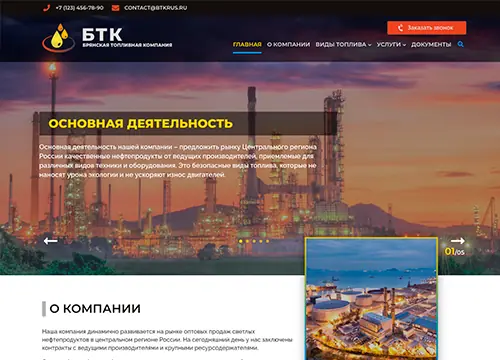 +7 (123) 456-78-90
CONTACT@BTKRUS.RU
БТК
БРЯНСКАЯ ТОПЛИВНАЯ КОМПАНИЯ
Заказать звонок
ГЛАВНАЯ О КОМПАНИИ ВИДЫ ТОПЛИВА УСЛУГИ ДОКУМЕНТЫ
ОСНОВНАЯ ДЕЯТЕЛЬНОСТЬ
Основная деятельность нашей компании – предложить рынку Центрального региона
России качественные нефтепродукты от ведущих производителей, приемлемые для
различных видов техники и оборудования. Это безопасные виды топлива, которые не
наносят урона экологии и не ускоряют износ двигателей.
01/05
О КОМПАНИИ
Наша компания динамично развивается на рынке оптовых продаж светлых
нефтепродуктов в центральном регионе России. На сегодняшний день у нас заключены
контракты с ведущими производителями и крупными ресурсодержателями.